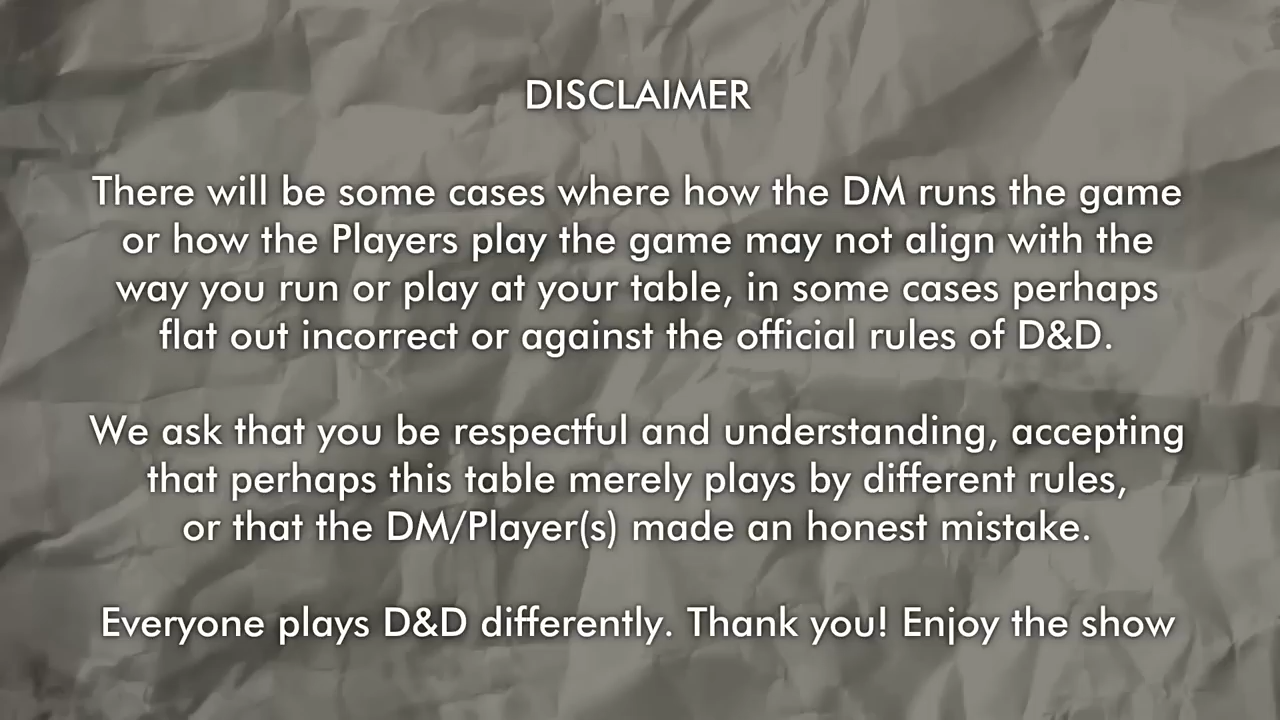 DISCLAIMER
There will be some cases where how the DM runs the game
or how the Players play the game may not align with the
way you run or play at your table, in some cases perhaps
flat out incorrect or against the official rules of D&D.
We ask that you be respectful and understanding, accepting
that perhaps this table merely plays by different rules,
or that the DM/Player(s) made an honest mistake.
Everyone plays D&D differently. Thank you! Enjoy the show